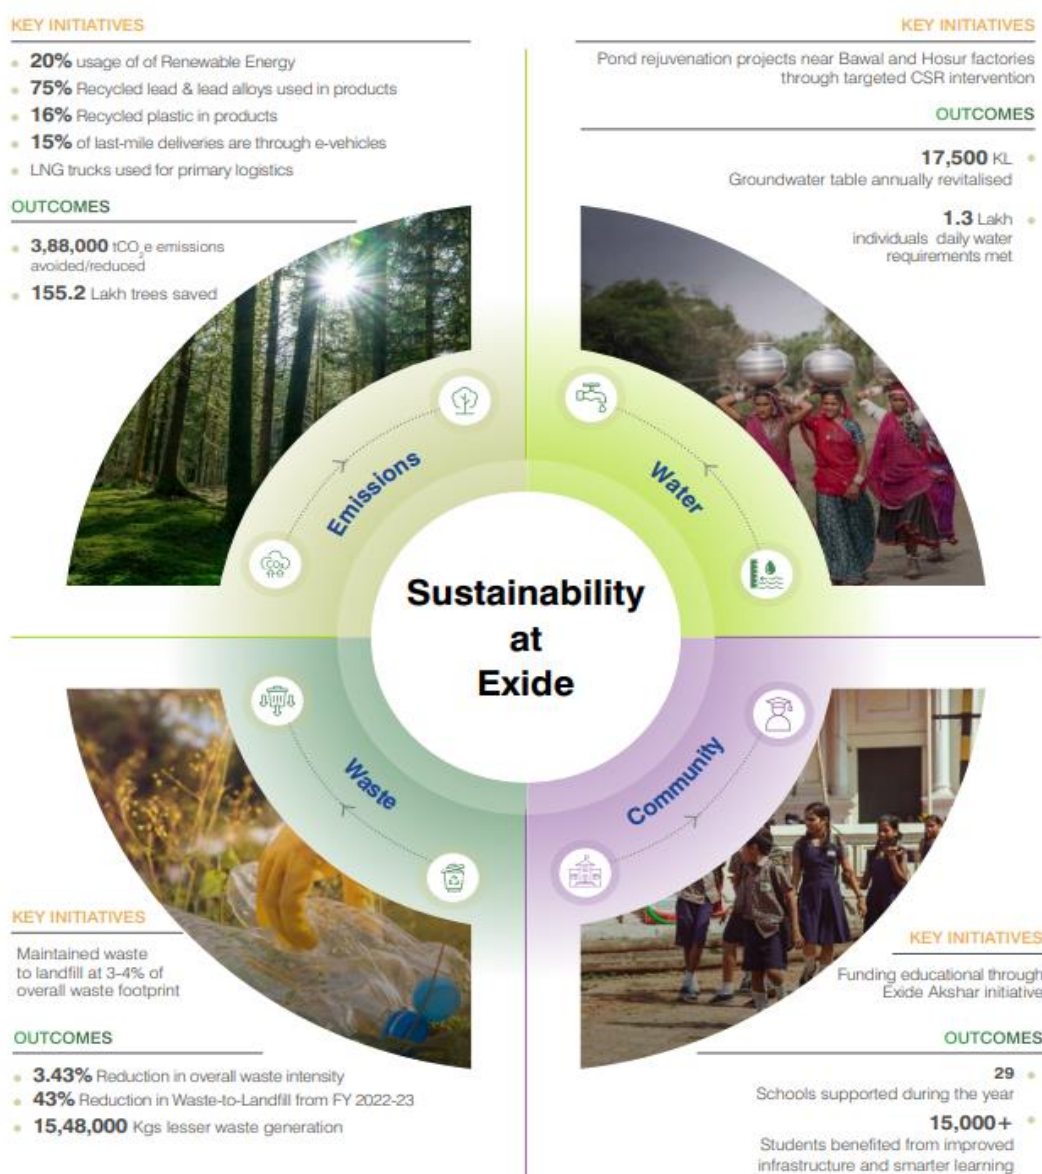 KEY INITIATIVES
20% usage of of Renewable Energy
75% Recycled lead & lead alloys used in products
16% Recycled plastic in products
15% of last-mile deliveries are through e-vehicles
LNG trucks used for primary logistics
OUTCOMES
3,88,000 tCO₂e emissions
avoided/reduced
155.2 Lakh trees saved
KEY INITIATIVES
Pond rejuvenation projects near Bawal and Hosur factories
through targeted CSR intervention
OUTCOMES
17,500 KL
Groundwater table annually revitalised
1.3 Lakh
individuals daily water
requirements met
Emissions
CO₂
Water
Sustainability
at
Exide
Waste
Community
KEY INITIATIVES
Maintained waste
to landfill at 3-4% of
overall waste footprint
OUTCOMES
3.43% Reduction in overall waste intensity
43% Reduction in Waste-to-Landfill from FY 2022-23
15,48,000 Kgs lesser waste generation
KEY INITIATIVES
Funding educational through
Exide Akshar initiative
OUTCOMES
29
Schools supported during the year
15,000+
Students benefited from improved
infrastructure and smarter learning